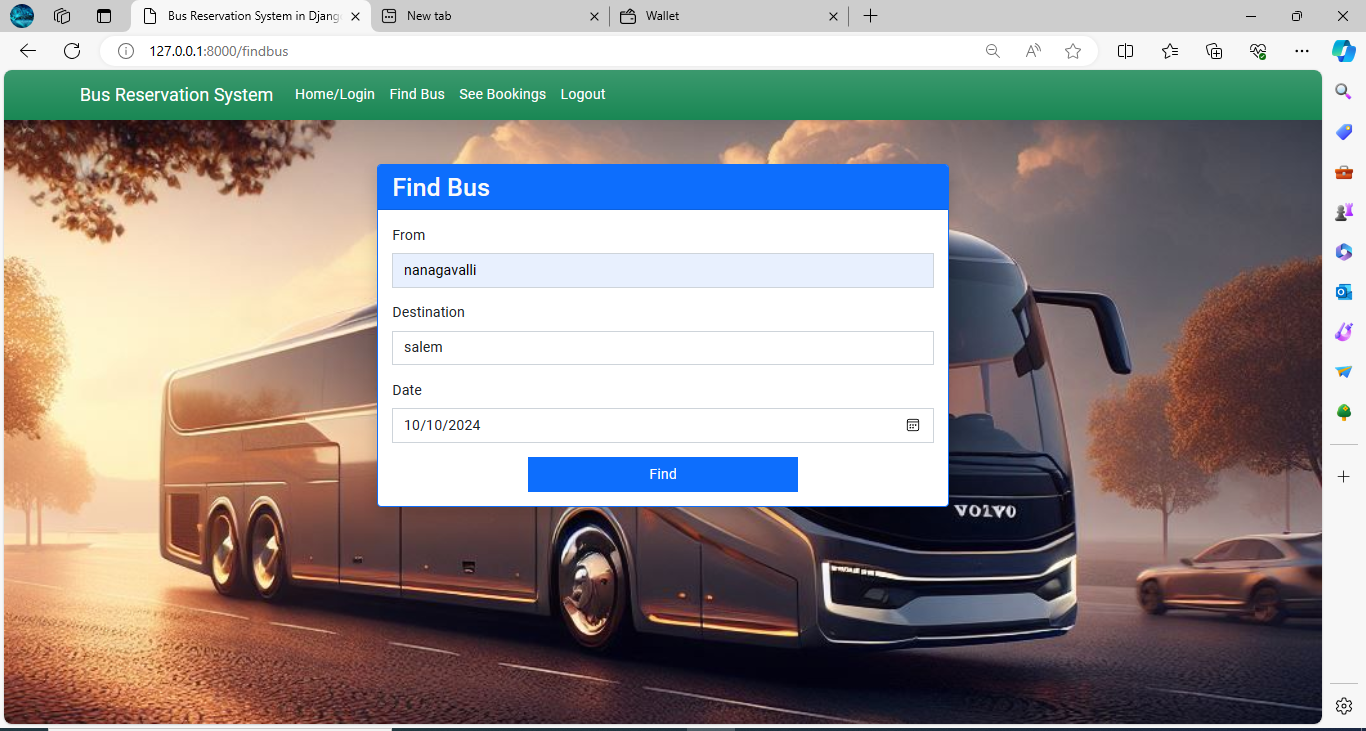 Bus Reservation System in Djang
New tab
Wallet
127.0.0.1:8000/findbus
Bus Reservation System
Home/Login
Find Bus
See Bookings
Logout
Find Bus
From
nanagavalli
Destination
salem
Date
10/10/2024
Find
VOLVO